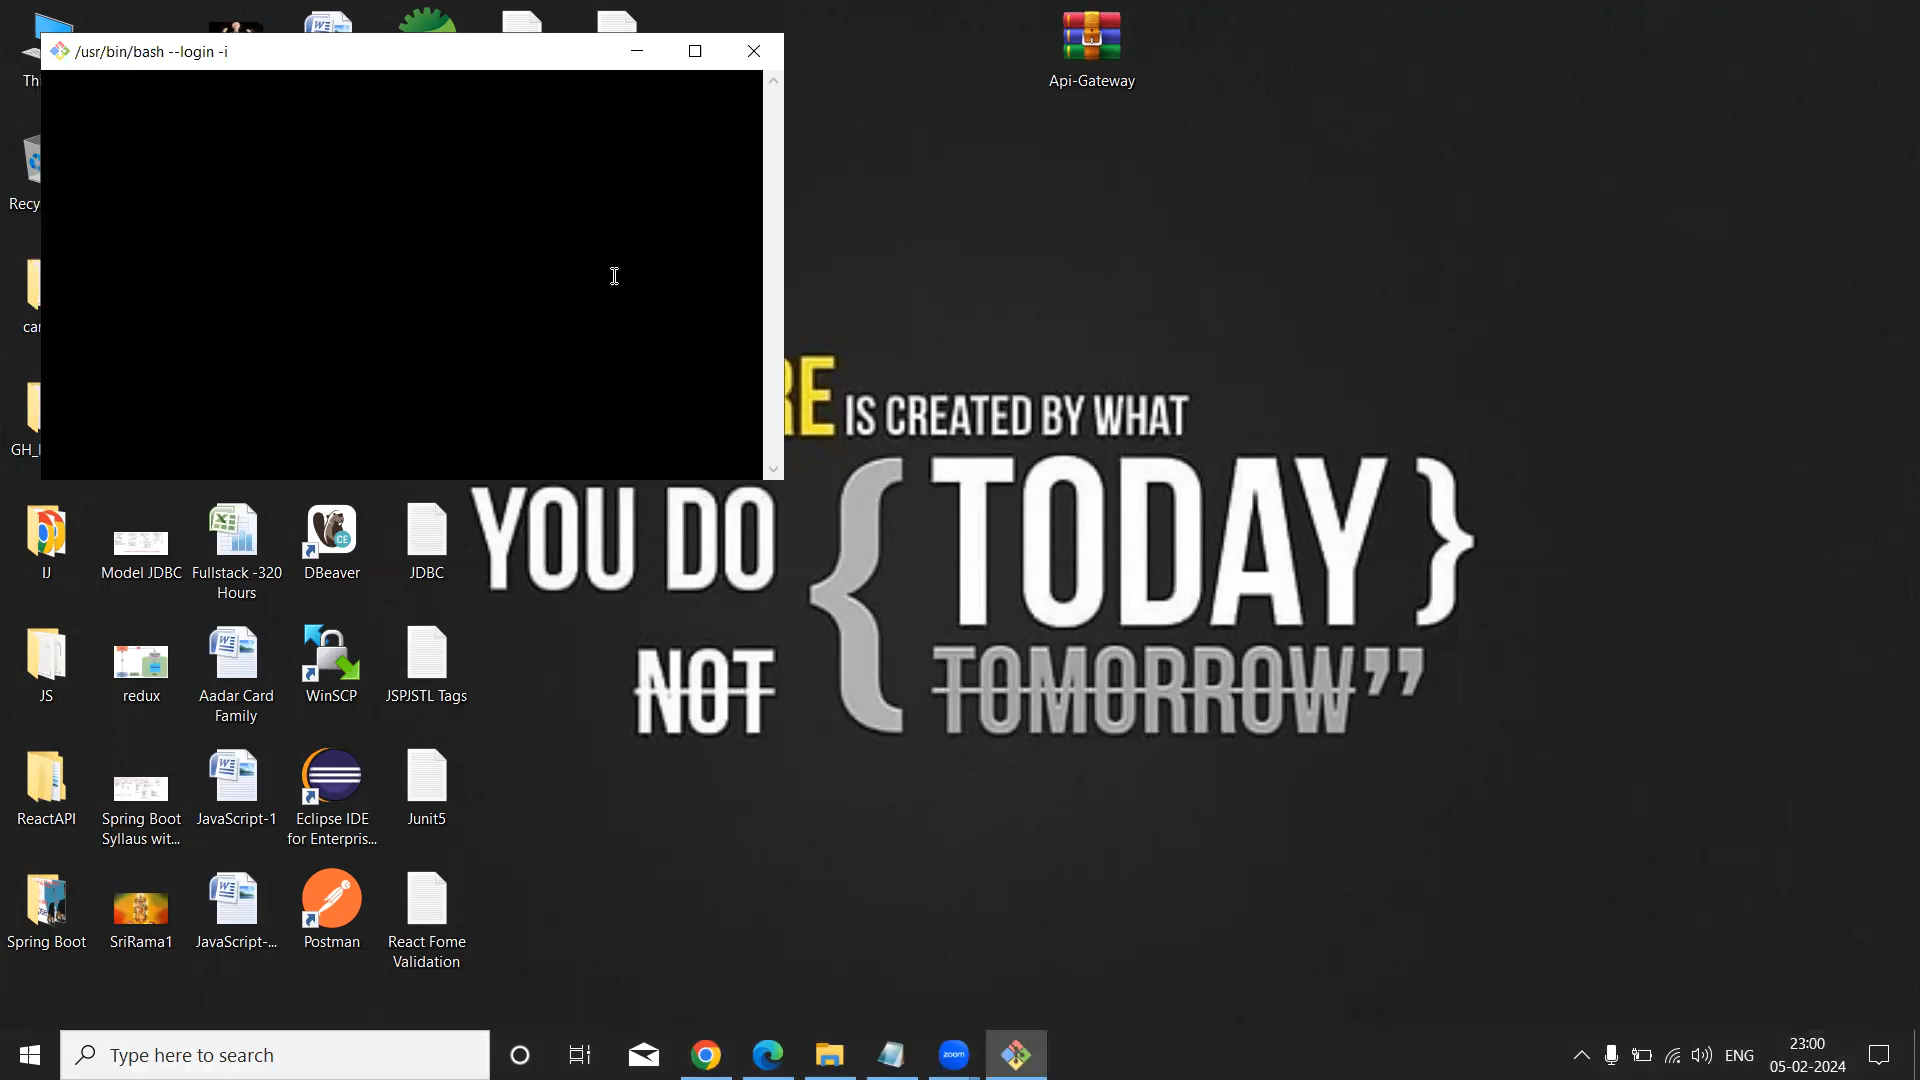 /usr/bin/bash --login -i
Th
Recy
car
GH_
Api-Gateway
RE IS CREATED BY WHAT
YOU DO { TODAY }
NOT TOMORROW”
IJ
Model JDBC
Fullstack -320
Hours
DBeaver
JDBC
JS
redux
Aadar Card
Family
WinSCP
JSPJSTL Tags
ReactAPI
Spring Boot
Syllaus wit...
JavaScript-1
Eclipse IDE
for Enterpris...
Junit5
Spring Boot
SriRama1
JavaScript-...
Postman
React Fome
Validation
Type here to search
zoom
ENG
23:00
05-02-2024